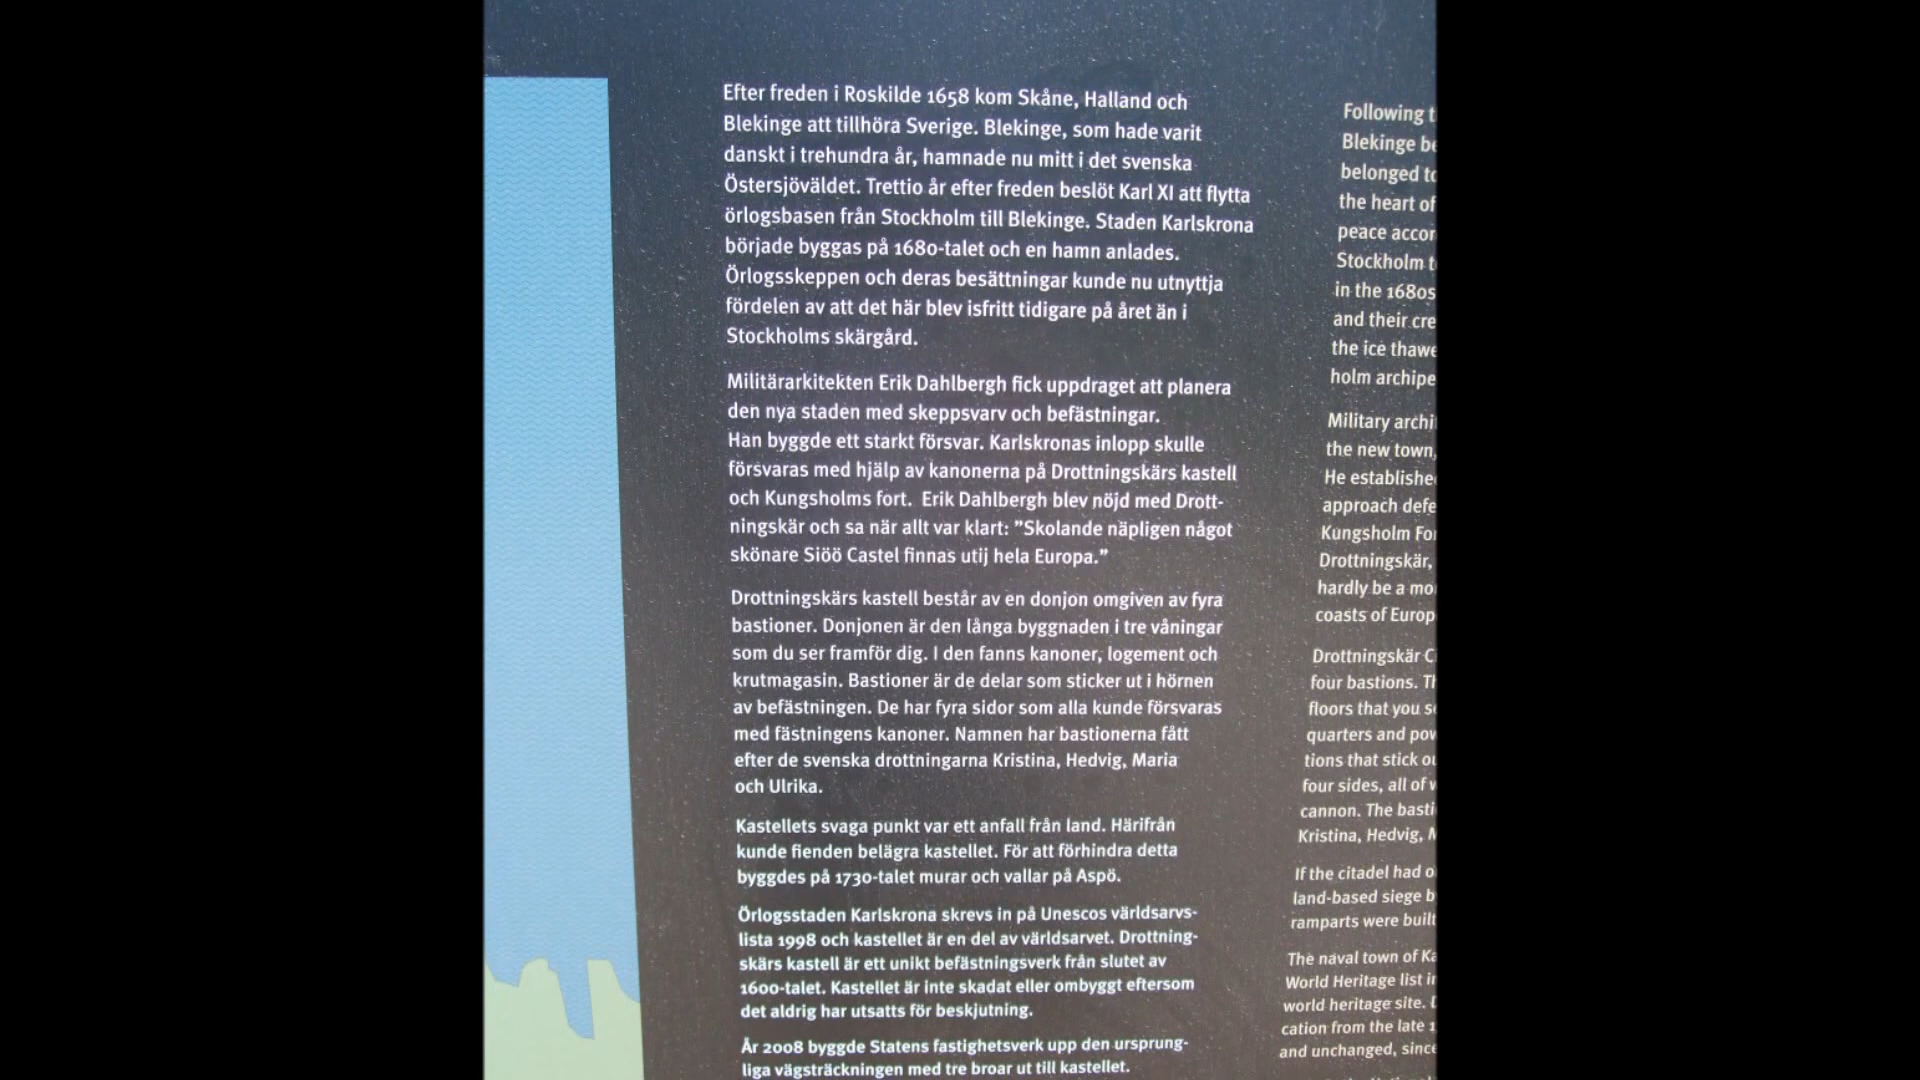 Efter freden i Roskilde 1658 kom Skåne, Halland och
Blekinge att tillhöra Sverige. Blekinge, som hade varit
danskt i trehundra år, hamnade nu mitt i det svenska
Östersjöväldet. Trettio år efter freden beslöt Karl XI att flytta
örlogsbasen från Stockholm till Blekinge. Staden Karlskrona
började byggas på 1680-talet och en hamn anlades.
Örlogsskeppen och deras besättningar kunde nu utnyttja
fördelen av att det här blev isfritt tidigare på året än i
Stockholms skärgård.
Militärarkitekten Erik Dahlbergh fick uppdraget att planera
den nya staden med skeppsvarv och befästningar.
Han byggde ett starkt försvar. Karlskronas inlopp skulle
försvaras med hjälp av kanonerna på Drottningskärs kastell
och Kungsholms fort. Erik Dahlbergh blev nöjd med Drott-
ningskär och sa när allt var klart: ”Skolande näpligen något
skönare Siöö Castel finnas utij hela Europa.”
Drottningskärs kastell består av en donjon omgiven av fyra
bastioner. Donjonen är den långa byggnaden i tre våningar
som du ser framför dig. I den fanns kanoner, logement och
krutmagasin. Bastioner är de delar som sticker ut i hörnen
av befästningen. De har fyra sidor som alla kunde försvaras
med fästningens kanoner. Namnen har bastionerna fått
efter de svenska drottningarna Kristina, Hedvig, Maria
och Ulrika.
Kastellets svaga punkt var ett anfall från land. Härifrån
kunde fienden belägra kastellet. För att förhindra detta
byggdes på 1730-talet murar och vallar på Aspö.
Örlogsstaden Karlskrona skrevs in på Unescos världsarvs-
lista 1998 och kastellet är en del av världsarvet. Drottning-
skärs kastell är ett unikt befästningsverk från slutet av
1600-talet. Kastellet är inte skadat eller ombyggt eftersom
det aldrig har utsatts för beskjutning.
År 2008 byggde Statens fastighetsverk upp den ursprung-
liga vägsträckningen med tre broar ut till kastellet.
Following
Blekinge
belonged
the heart of
peace
Stockholm
in the 1680s
and their
the ice
holm
Military
the new town,
He
approach
Kungsholm
Drottningskär,
hardly be a
coasts of
Drottningskär
four bastions.
floors that you
quarters and
tions that stick
four sides, all of
cannon. The
Kristina, Hedvig,
If the citadel had
land-based siege
ramparts were built
The naval town of
World Heritage list
world heritage site.
cation from the late
and unchanged,